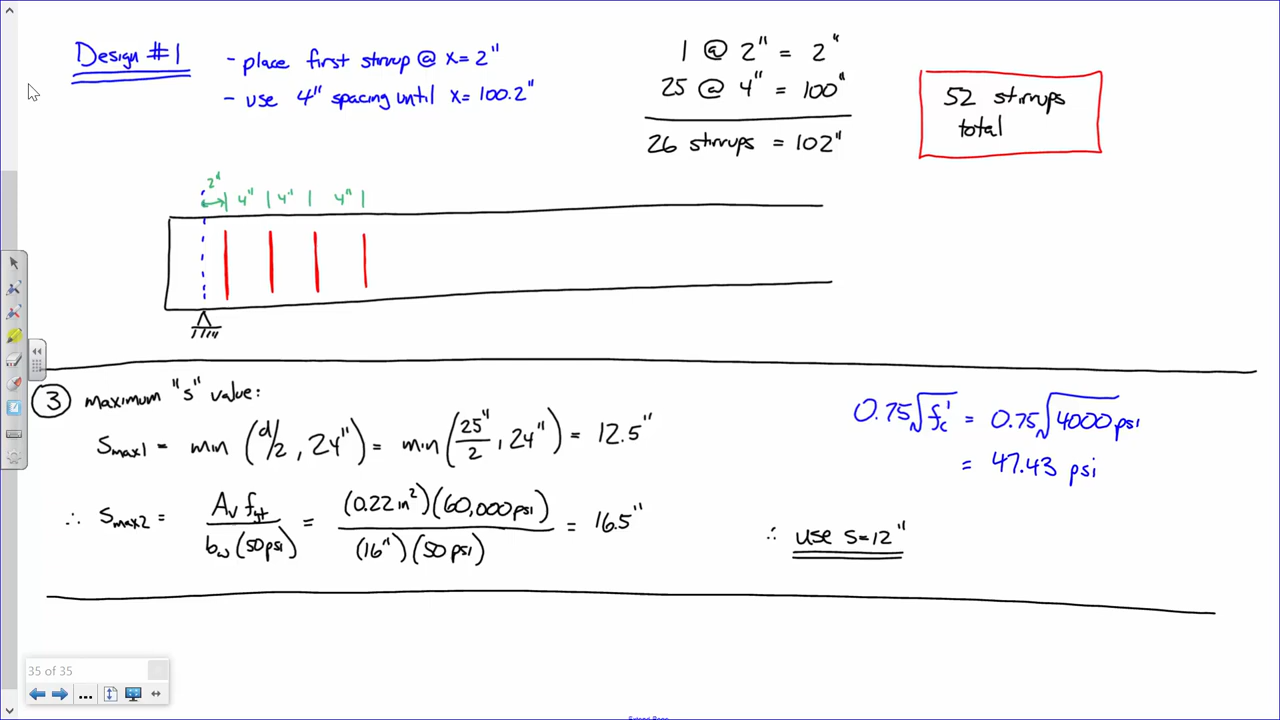 Design #1
- place first stirrup @ x=2"
- use 4" spacing until x=100.2"
1 @ 2" = 2"
25 @ 4" = 100"
26 stirrups = 102"
52 stirrups
total
2"
4" 4" 4"
③ maximum "s" value:
Smax1 = min (d/2, 24") = min (25"/2, 24") = 12.5"
0.75√f'c = 0.75√4000 psi
= 47.43 psi
∴ Smax2 = Av fyt / bw (50psi) = (0.22 in²)(60,000psi) / (16")(50 psi) = 16.5"
∴ use s=12"
35 of 35